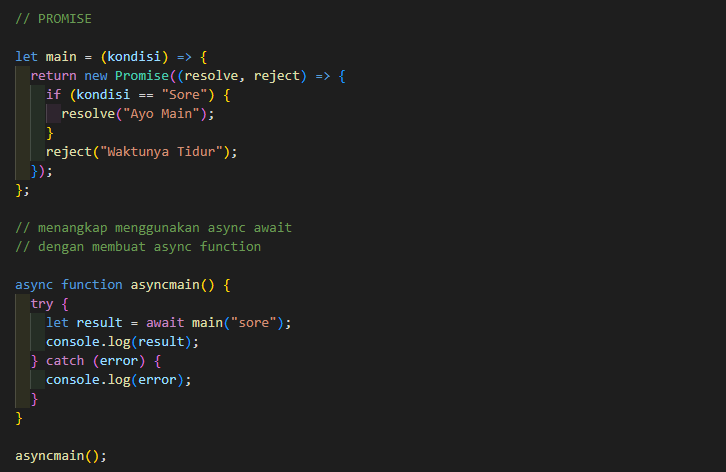 // PROMISE
let main = (kondisi) => {
return new Promise((resolve, reject) => {
if (kondisi == "Sore") {
resolve("Ayo Main");
}
reject("Waktunya Tidur");
});
};
// menangkap menggunakan async await
// dengan membuat async function
async function asyncmain() {
try {
let result = await main("sore");
console.log(result);
} catch (error) {
console.log(error);
}
}
asyncmain();